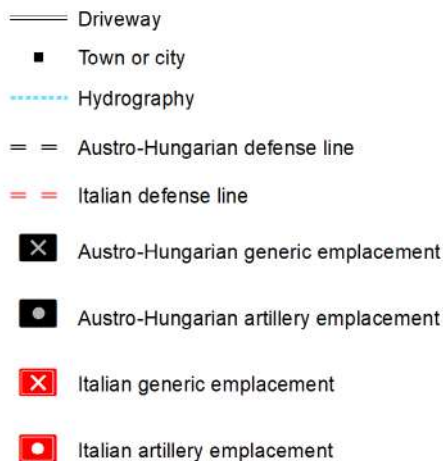 Driveway
Town or city
Hydrography
Austro-Hungarian defense line
Italian defense line
Austro-Hungarian generic emplacement
Austro-Hungarian artillery emplacement
Italian generic emplacement
Italian artillery emplacement